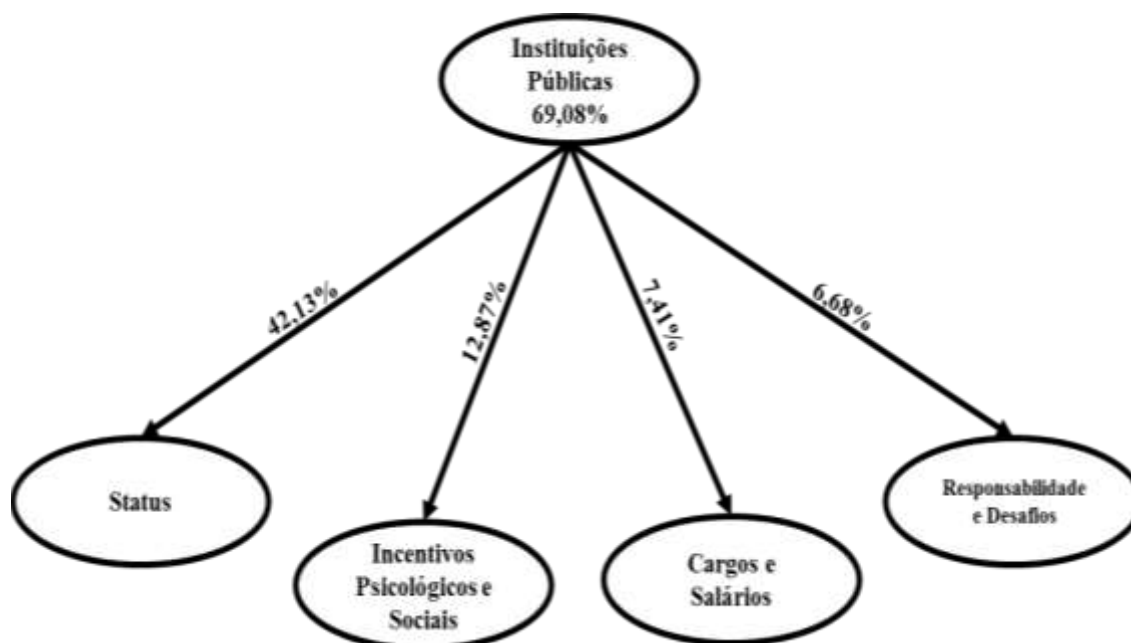 Instituições
Públicas
69,08%
42,13%
12,87%
7,41%
6,68%
Status
Incentivos
Psicológicos e
Sociais
Cargos e
Salários
Responsabilidade
e Desafios